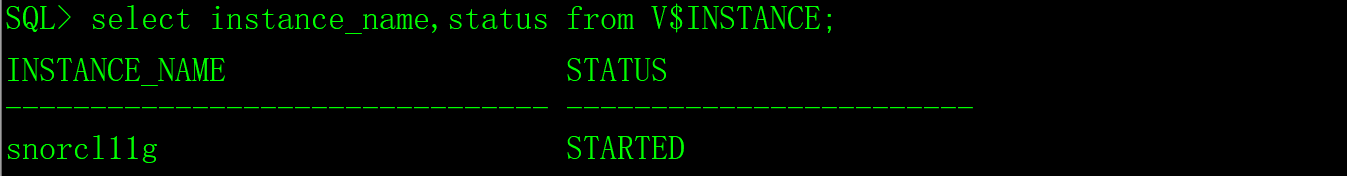 SQL> select instance_name,status from V$INSTANCE;
INSTANCE_NAME                    STATUS
-------------------------------- ------------------------
snorcl11g                        STARTED